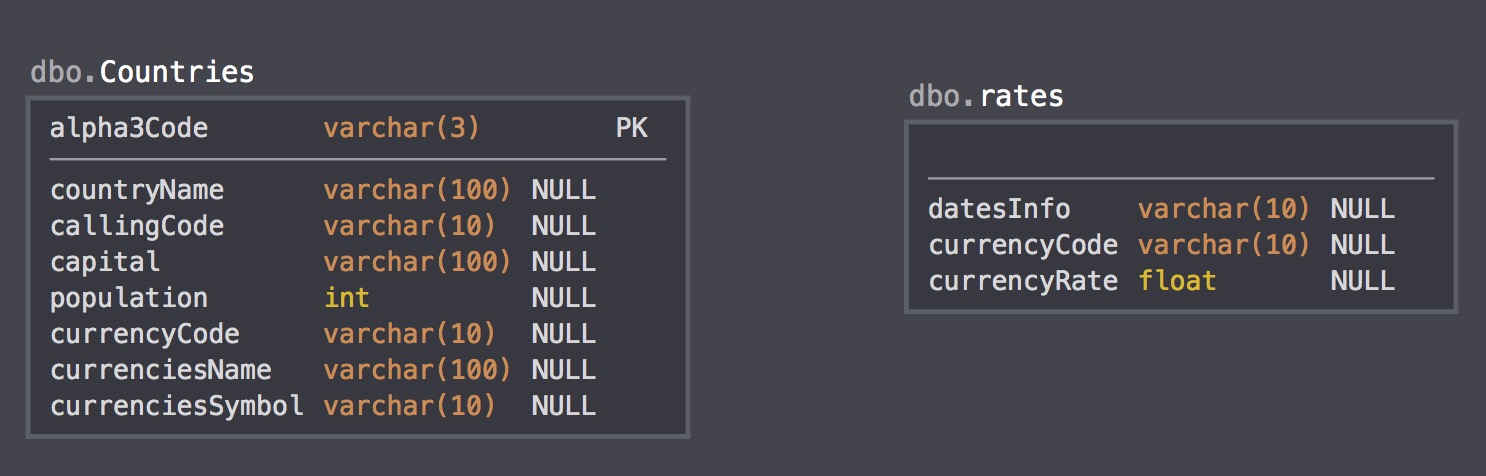 dbo.Countries
alpha3Code varchar(3) PK
countryName varchar(100) NULL
callingCode varchar(10) NULL
capital varchar(100) NULL
population int NULL
currencyCode varchar(10) NULL
currenciesName varchar(100) NULL
currenciesSymbol varchar(10) NULL
dbo.rates
datesInfo varchar(10) NULL
currencyCode varchar(10) NULL
currencyRate float NULL